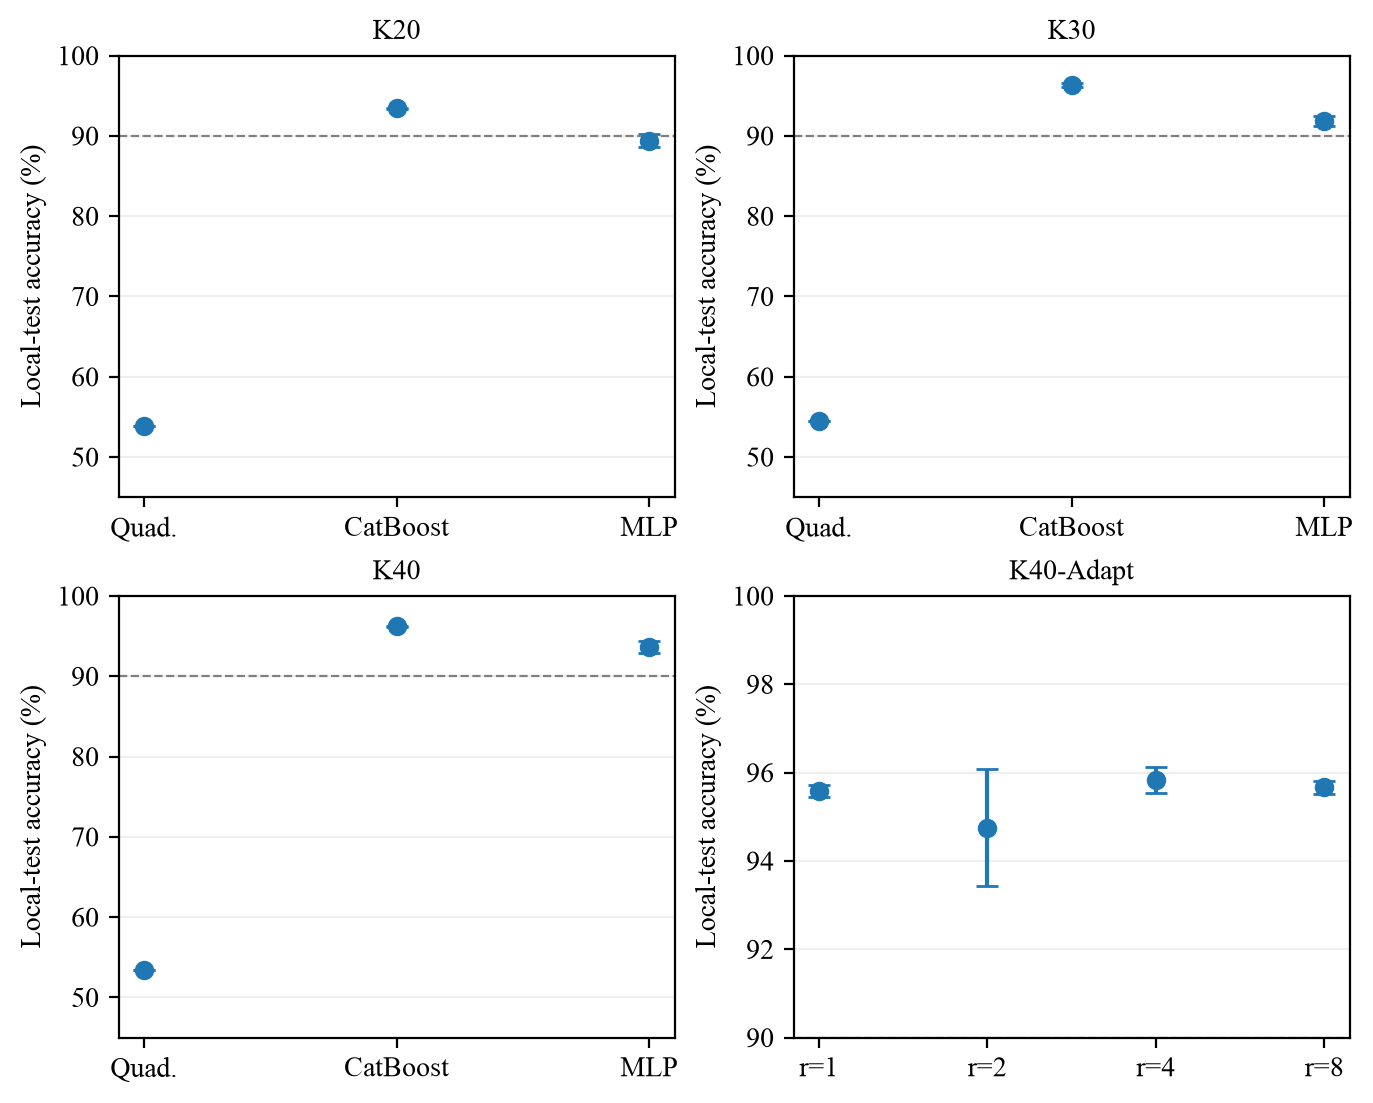 K20
Local-test accuracy (%)
100
90
80
70
60
50
Quad. CatBoost MLP
K30
Local-test accuracy (%)
100
90
80
70
60
50
Quad. CatBoost MLP
K40
Local-test accuracy (%)
100
90
80
70
60
50
Quad. CatBoost MLP
K40-Adapt
Local-test accuracy (%)
100
98
96
94
92
90
r=1 r=2 r=4 r=8